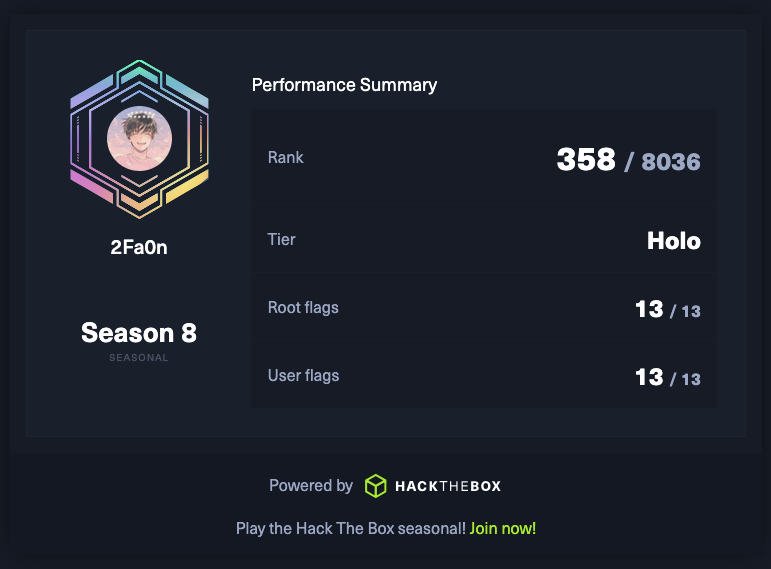 Performance Summary
Rank
358 / 8036
2Fa0n
Tier
Holo
Season 8
SEASONAL
Root flags
13 / 13
User flags
13 / 13
Powered by HACKTHEBOX
Play the Hack The Box seasonal! Join now!